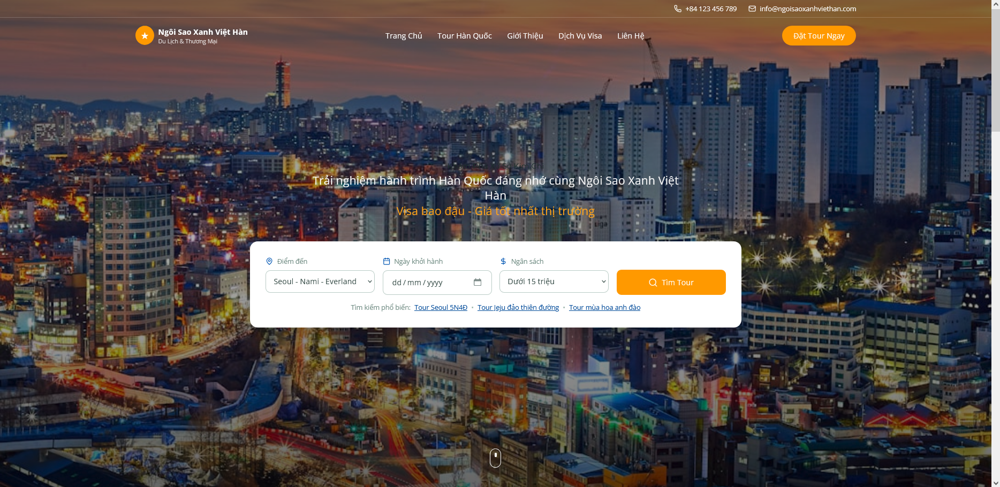 +84 123 456 789 info@ngoisaoxanhviethan.com
Ngôi Sao Xanh Việt Hàn
Du Lịch & Thương Mại
Trang Chủ Tour Hàn Quốc Giới Thiệu Dịch Vụ Visa Liên Hệ
Đặt Tour Ngay
Trải nghiệm hành trình Hàn Quốc đáng nhớ cùng Ngôi Sao Xanh Việt
Hàn
Visa bao đậu - Giá tốt nhất thị trường
Điểm đến Ngày khởi hành Ngân sách
Seoul - Nami - Everland dd / mm / yyyy Dưới 15 triệu Tìm Tour
Tìm kiếm phổ biến: Tour Seoul 5N4Đ • Tour Jeju đảo thiên đường • Tour mùa hoa anh đào